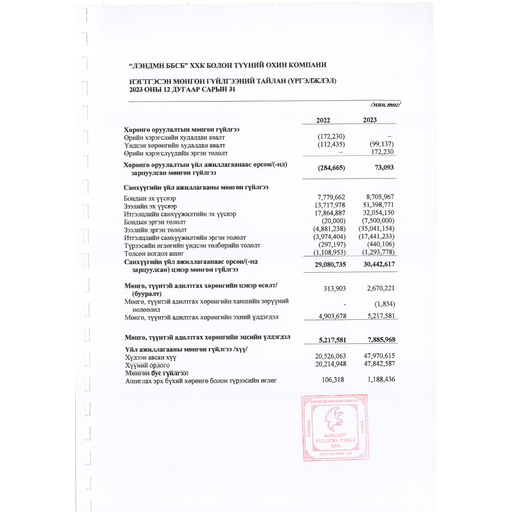 "ЛЭНДМН ББСБ" ХХК БОЛОН ТҮҮНИЙ ОХИН КОМПАНИ
НЭГТГЭСЭН МӨНГӨН ГҮЙЛГЭЭНИЙ ТАЙЛАН (ҮРГЭЛЖЛЭЛ)
2023 ОНЫ 12 ДУГААР САРЫН 31
/мян.төг/
2022 2023
Хөрөнгө оруулалтын мөнгөн гүйлгээ
Өрийн хэрэгслийн худалдан авалт (172,230) –
Үндсэн хөрөнгийн худалдан авалт (112,435) (99,137)
Өрийн хэрэгслүүдийн эргэн төлөлт – 172,230
Хөрөнгө оруулалтын үйл ажиллагаанаас орсон/(-нд)
зарцуулсан мөнгөн гүйлгээ (284,665) 73,093
Санхүүгийн үйл ажиллагааны мөнгөн гүйлгээ
Бондын эх үүсвэр 7,779,662 8,705,967
Зээлийн эх үүсвэр 13,717,978 51,398,771
Итгэлцлийн санхүүжилтийн эх үүсвэр 17,864,887 32,054,150
Бондын эргэн төлөлт (20,000) (7,500,000)
Зээлийн эргэн төлөлт (4,881,238) (35,041,154)
Итгэлцлийн санхүүжилтийн эргэн төлөлт (3,974,404) (17,441,233)
Түрээсийн өглөгийн үндсэн төлбөрийн төлөлт (297,197) (440,106)
Төлсөн ногдол ашиг (1,108,953) (1,293,778)
Санхүүгийн үйл ажиллагаанаас орсон/(-нд
зарцуулсан) цэвэр мөнгөн гүйлгээ 29,080,735 30,442,617
Мөнгө, түүнтэй адилтгах хөрөнгийн цэвэр өсөлт/
(бууралт) 313,903 2,670,221
Мөнгө, түүнтэй адилтгах хөрөнгийн ханшийн зөрүүний
нөлөөлөл - (1,834)
Мөнгө, түүнтэй адилтгах хөрөнгийн эхний үлдэгдэл 4,903,678 5,217,581
Мөнгө, түүнтэй адилтгах хөрөнгийн эцсийн үлдэгдэл 5,217,581 7,885,968
Үйл ажиллагааны мөнгөн гүйлгээ /хүү/
Хүлээн авсан хүү 20,526,063 47,970,615
Хүүний орлого 20,214,948 47,842,587
Мөнгөн бус гүйлгээ:
Ашиглах эрх бүхий хөрөнгө болон түрээсийн өглөг 106,318 1,188,436